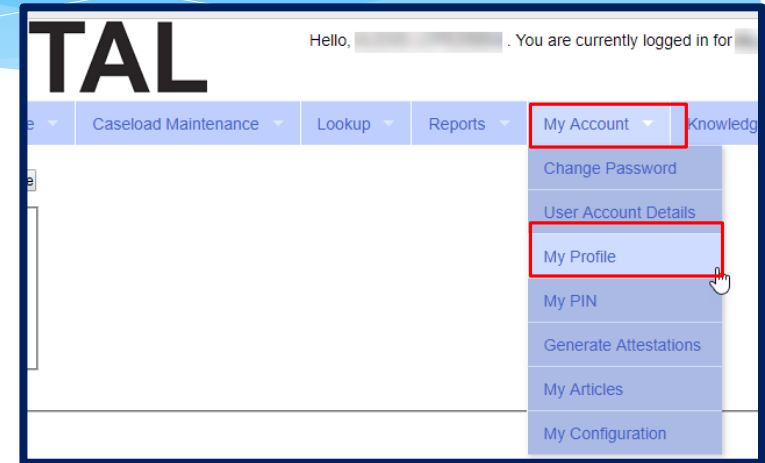 TAL
Hello, . You are currently logged in for
e Caseload Maintenance Lookup Reports My Account Knowledg
e
Change Password
User Account Details
My Profile
My PIN
Generate Attestations
My Articles
My Configuration